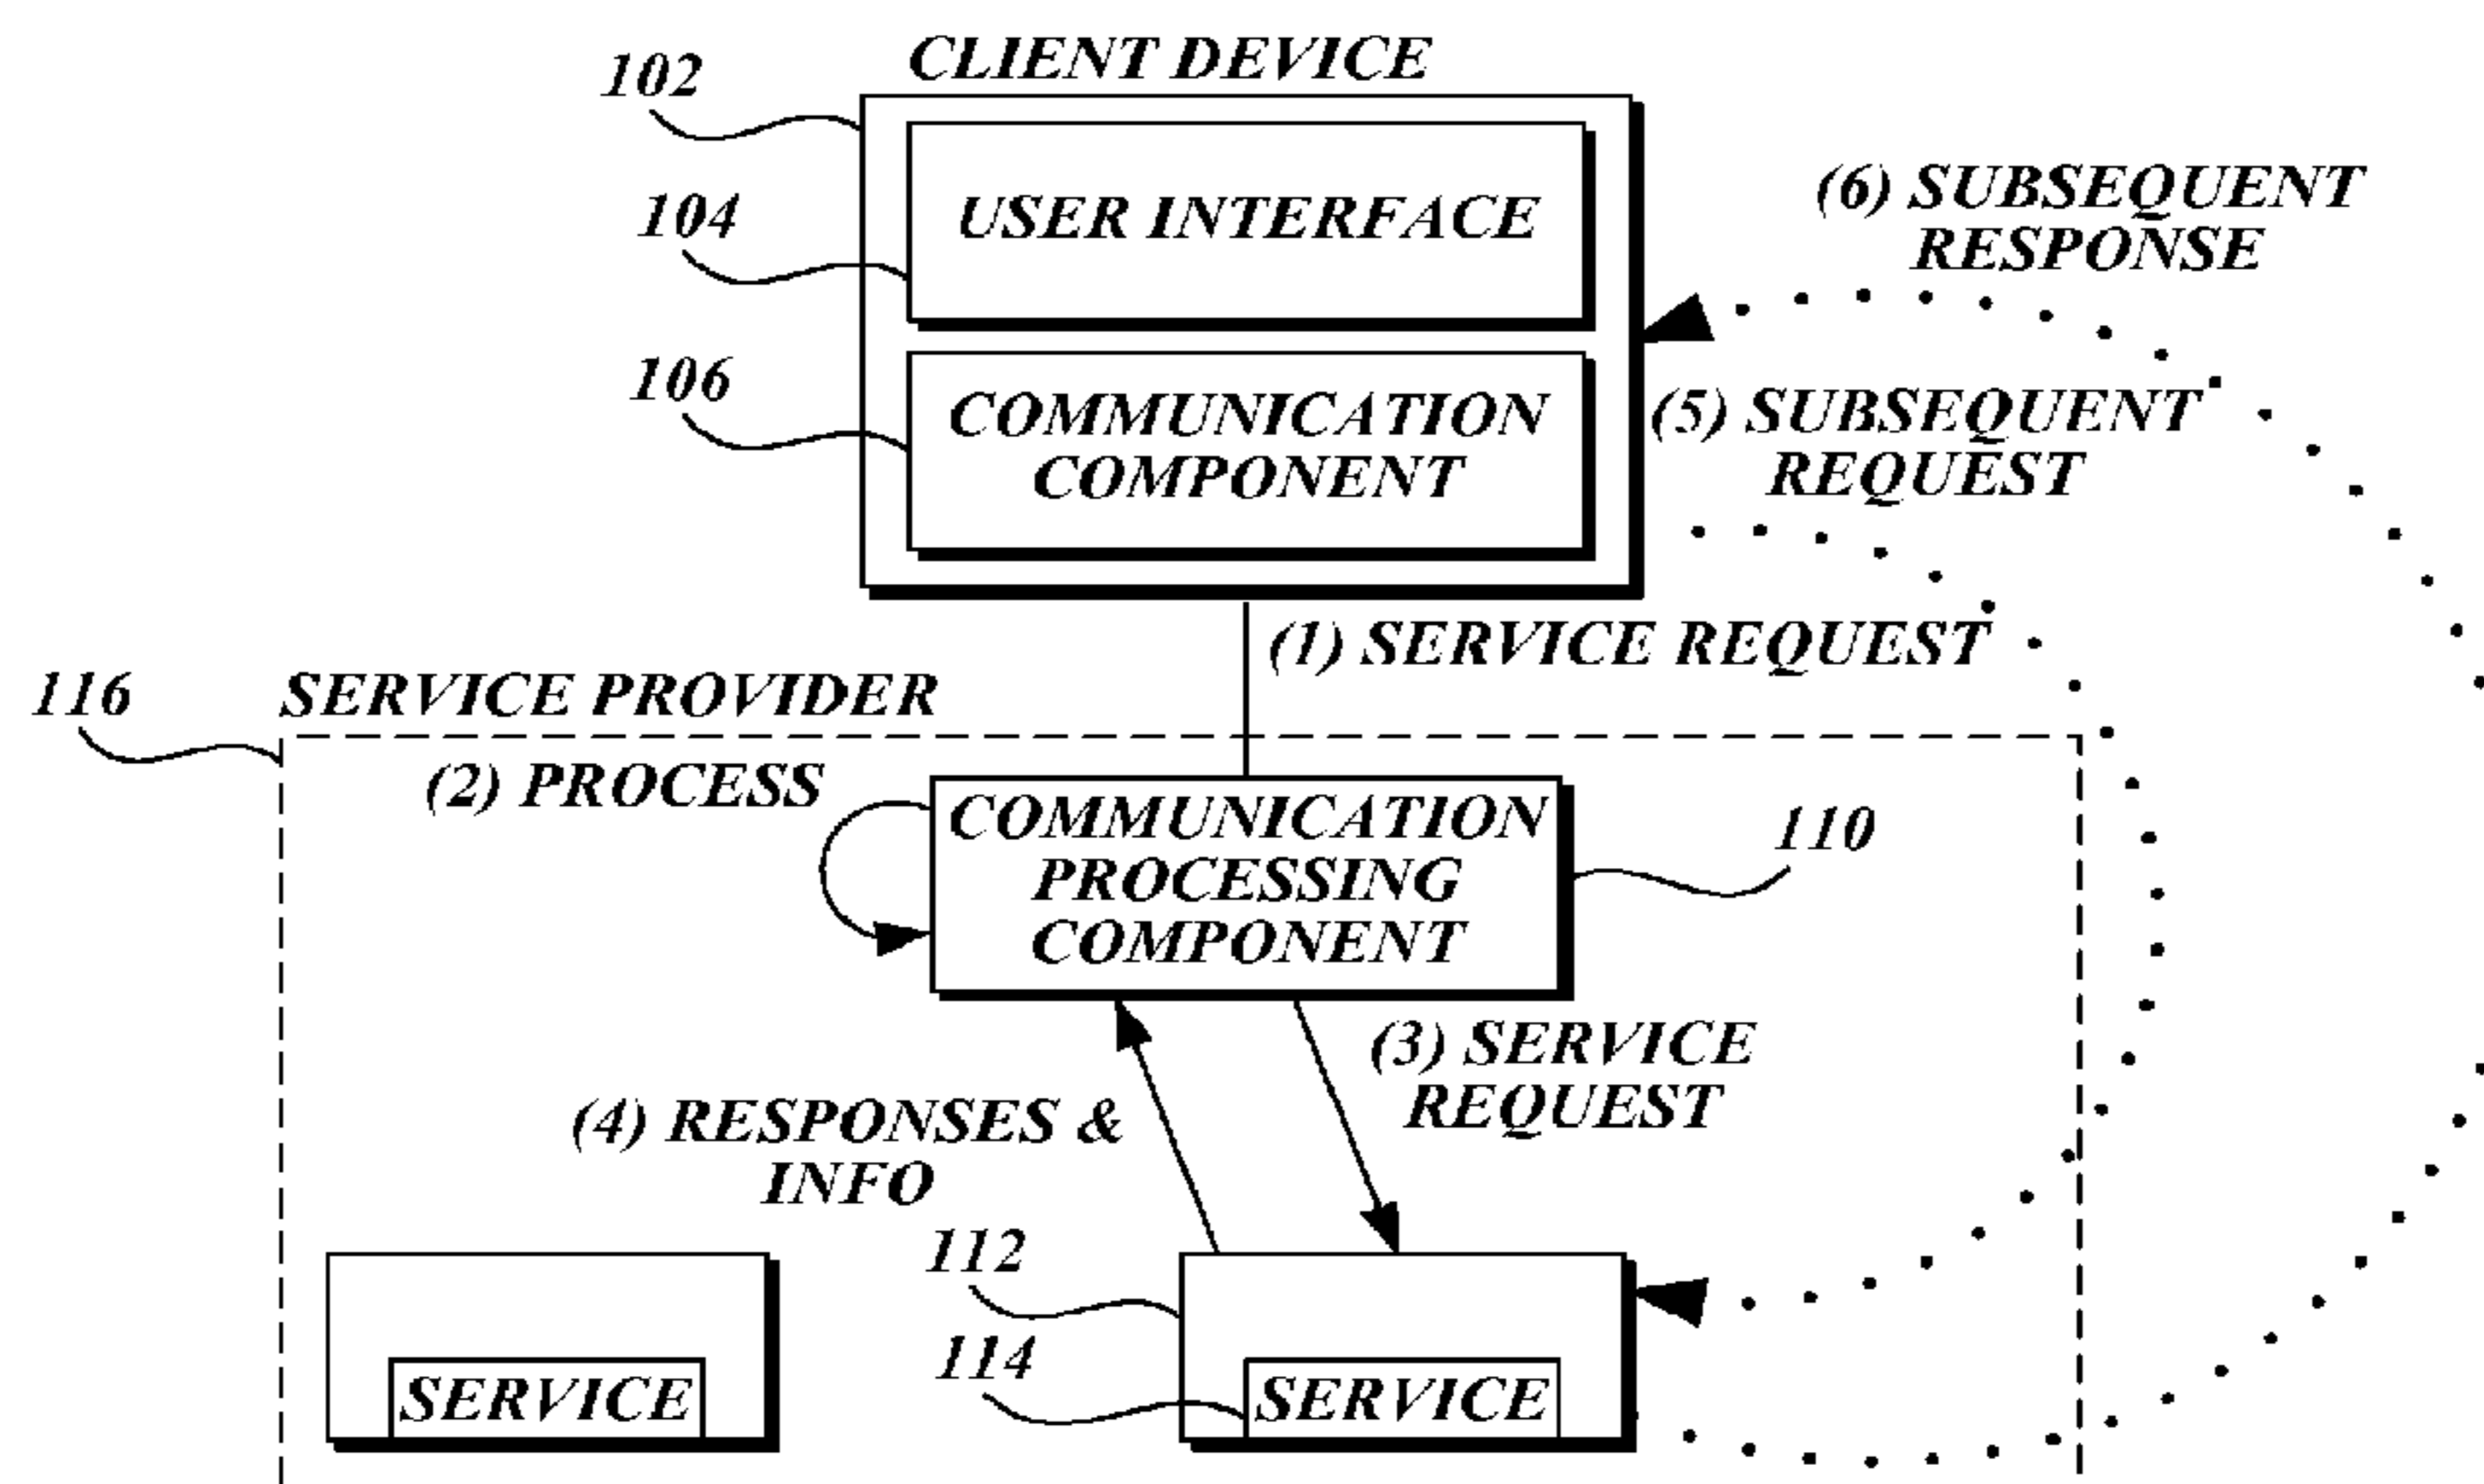 CLIENT DEVICE
102
USER INTERFACE
104
(6) SUBSEQUENT
RESPONSE
106
COMMUNICATION
COMPONENT
(5) SUBSEQUENT
REQUEST
(1) SERVICE REQUEST
116
SERVICE PROVIDER
(2) PROCESS
COMMUNICATION
PROCESSING
COMPONENT
110
(3) SERVICE
REQUEST
(4) RESPONSES &
INFO
112
114
SERVICE
SERVICE